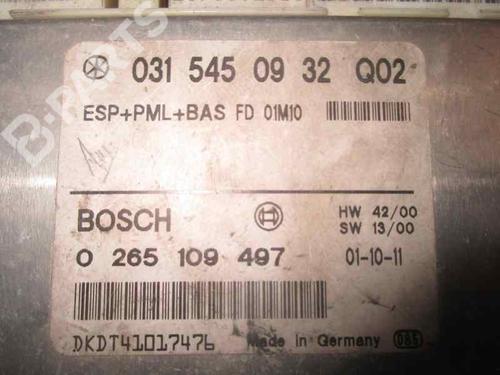 031 545 09 32 Q02
ESP+PML+BAS FD 01M10
BOSCH
HW 42/00
SW 13/00
0 265 109 497
01-10-11
DKDT41017476
Made in Germany
085
B-PARTS